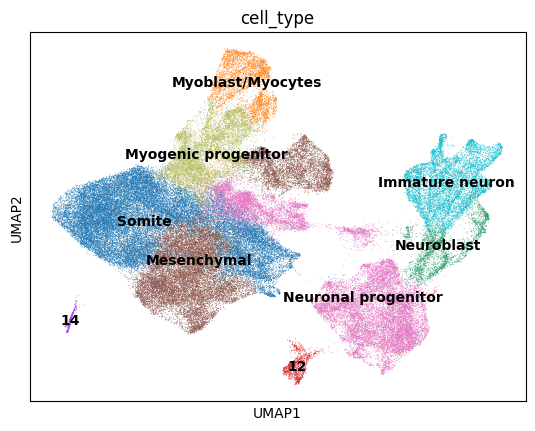 cell_type
Myoblast/Myocytes
Myogenic progenitor
Immature neuron
Somite
Neuroblast
Mesenchymal
Neuronal progenitor
14
12
UMAP2
UMAP1